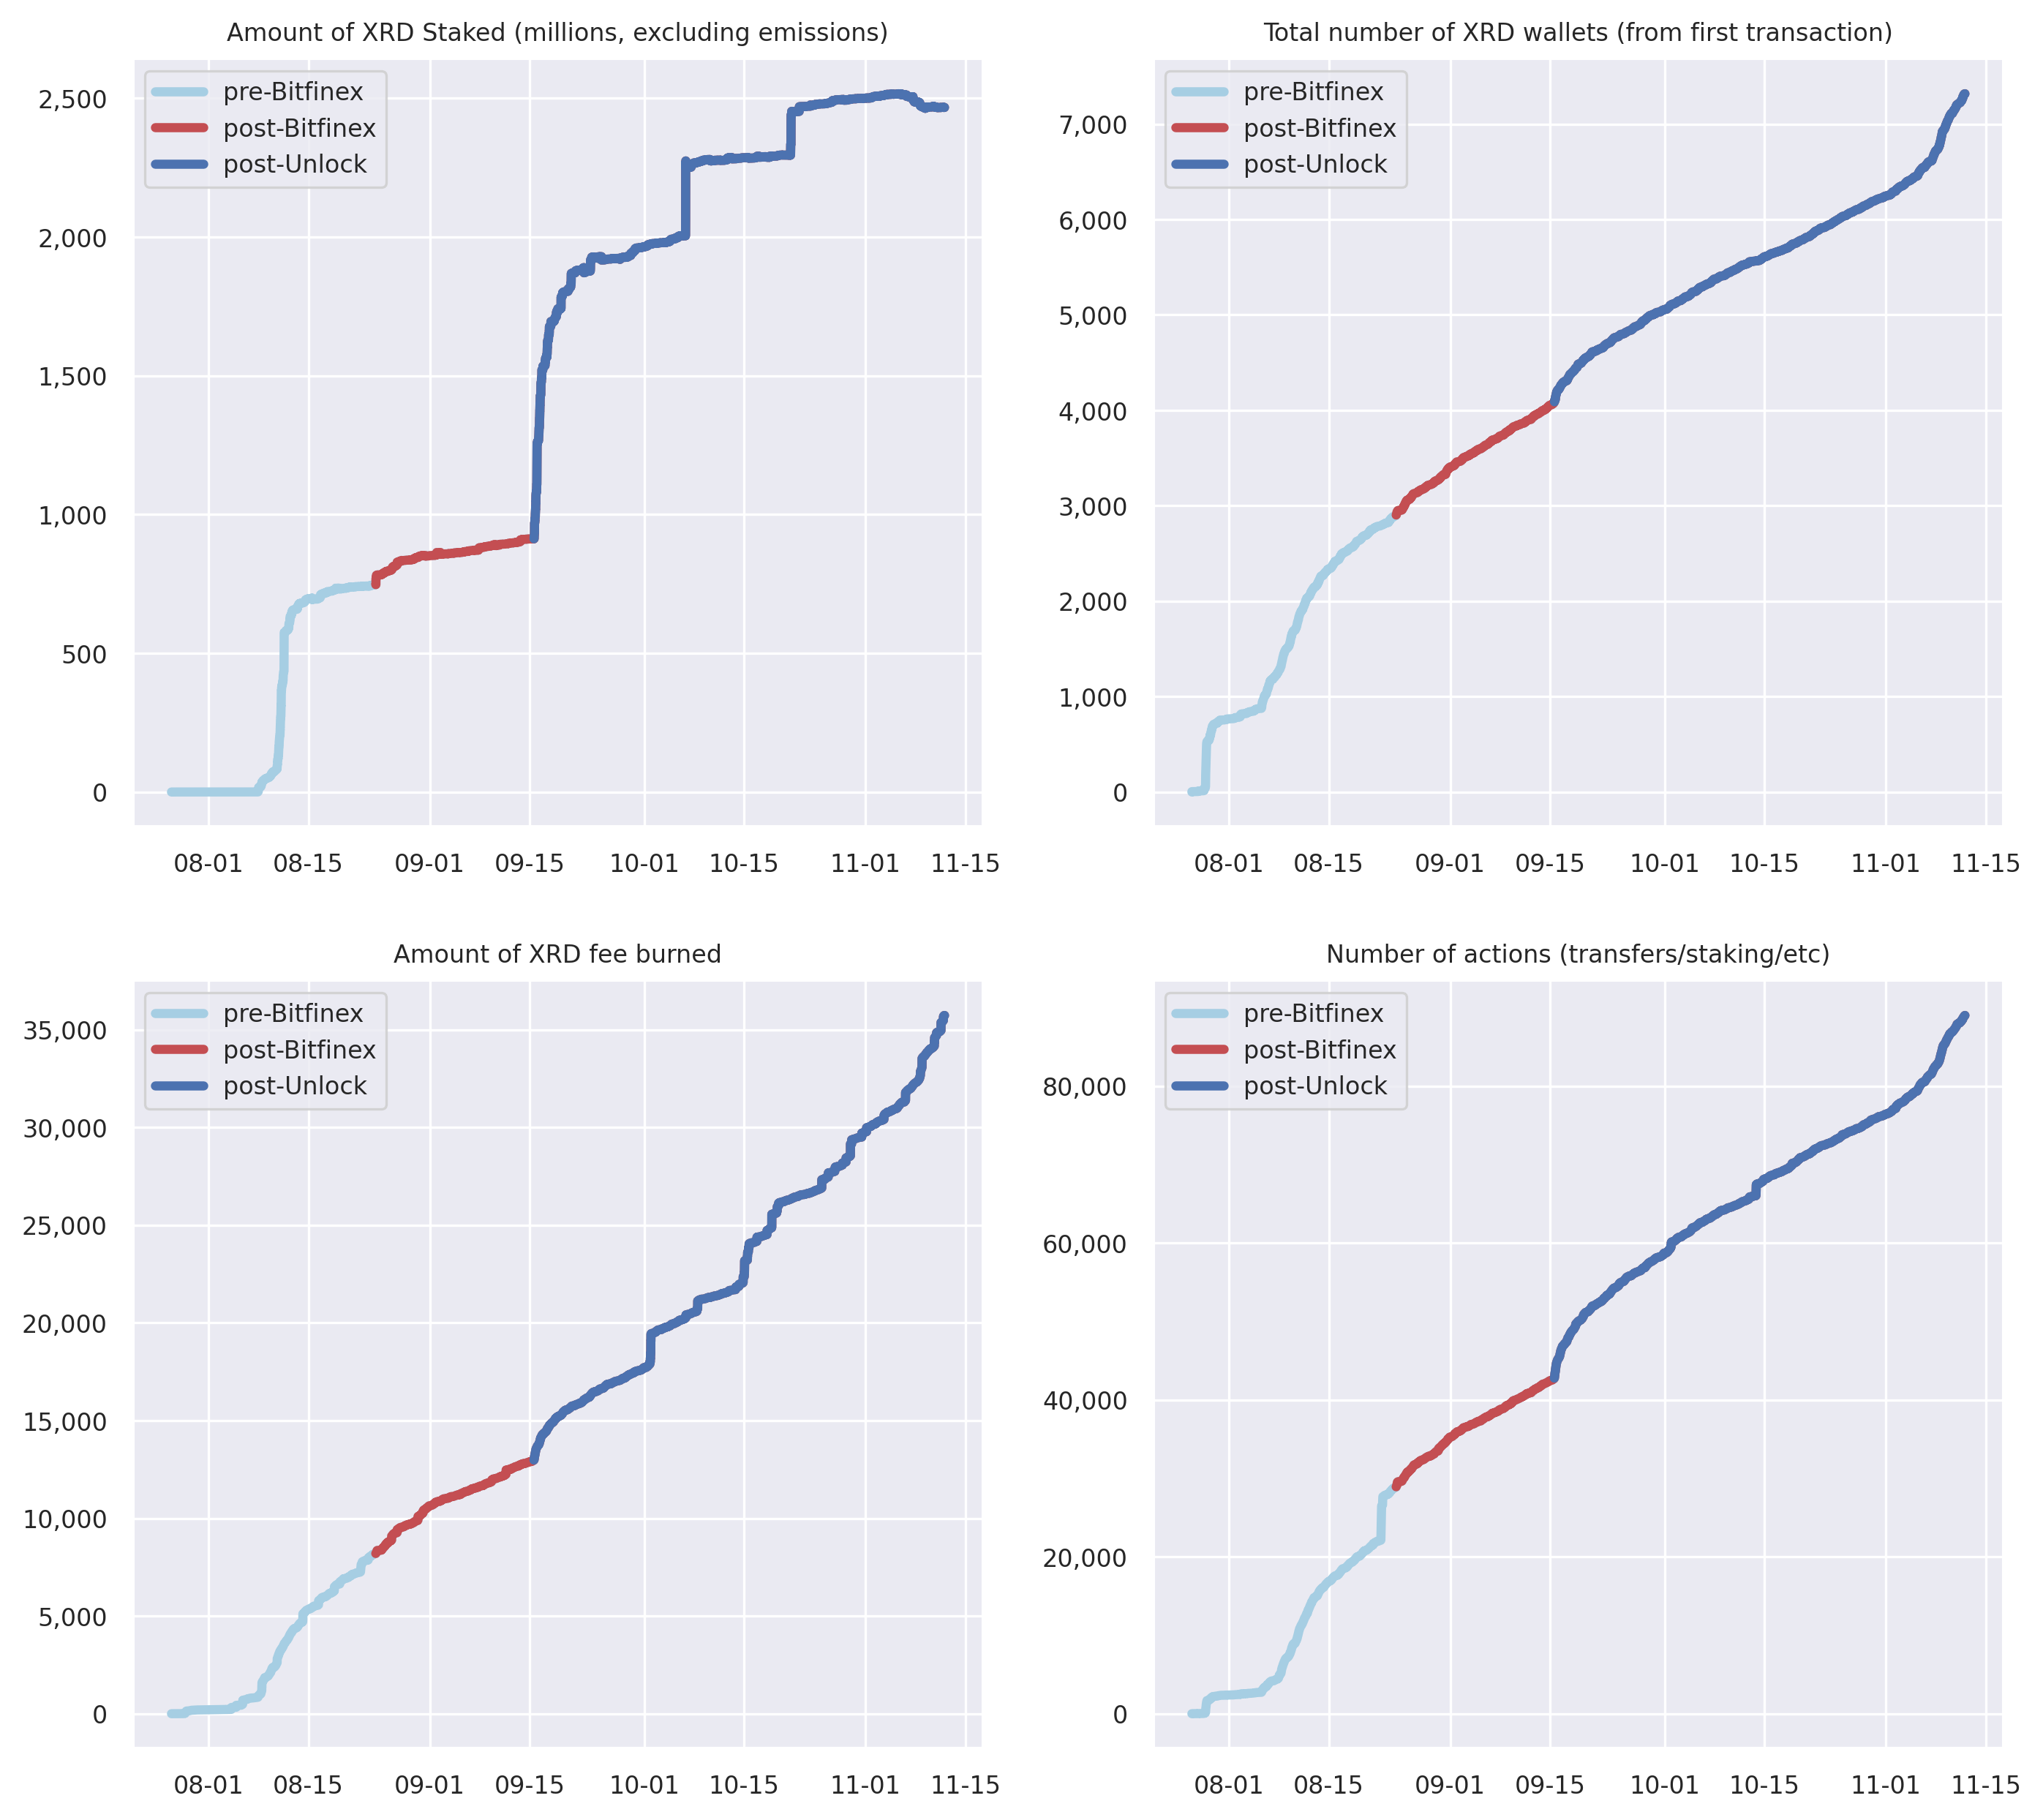 Amount of XRD Staked (millions, excluding emissions)
pre-Bitfinex
post-Bitfinex
post-Unlock
2,500
2,000
1,500
1,000
500
0
08-01 08-15 09-01 09-15 10-01 10-15 11-01 11-15
Total number of XRD wallets (from first transaction)
pre-Bitfinex
post-Bitfinex
post-Unlock
7,000
6,000
5,000
4,000
3,000
2,000
1,000
0
08-01 08-15 09-01 09-15 10-01 10-15 11-01 11-15
Amount of XRD fee burned
pre-Bitfinex
post-Bitfinex
post-Unlock
35,000
30,000
25,000
20,000
15,000
10,000
5,000
0
08-01 08-15 09-01 09-15 10-01 10-15 11-01 11-15
Number of actions (transfers/staking/etc)
pre-Bitfinex
post-Bitfinex
post-Unlock
80,000
60,000
40,000
20,000
0
08-01 08-15 09-01 09-15 10-01 10-15 11-01 11-15